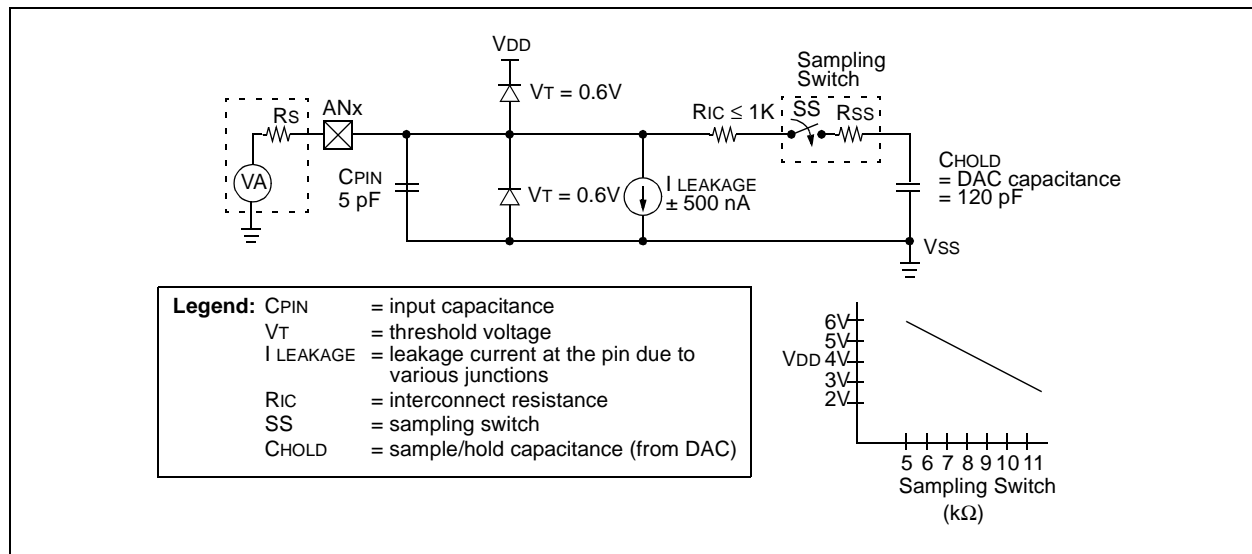 VDD
VT = 0.6V
RS
ANx
VA
CPIN
5 pF
VT = 0.6V
I LEAKAGE
± 500 nA
RIC ≤ 1K
Sampling
Switch
SS
RSS
CHOLD
= DAC capacitance
= 120 pF
VSS
Legend: CPIN = input capacitance
VT = threshold voltage
I LEAKAGE = leakage current at the pin due to
various junctions
RIC = interconnect resistance
SS = sampling switch
CHOLD = sample/hold capacitance (from DAC)
6V
5V
VDD 4V
3V
2V
5 6 7 8 9 10 11
Sampling Switch
(kΩ)